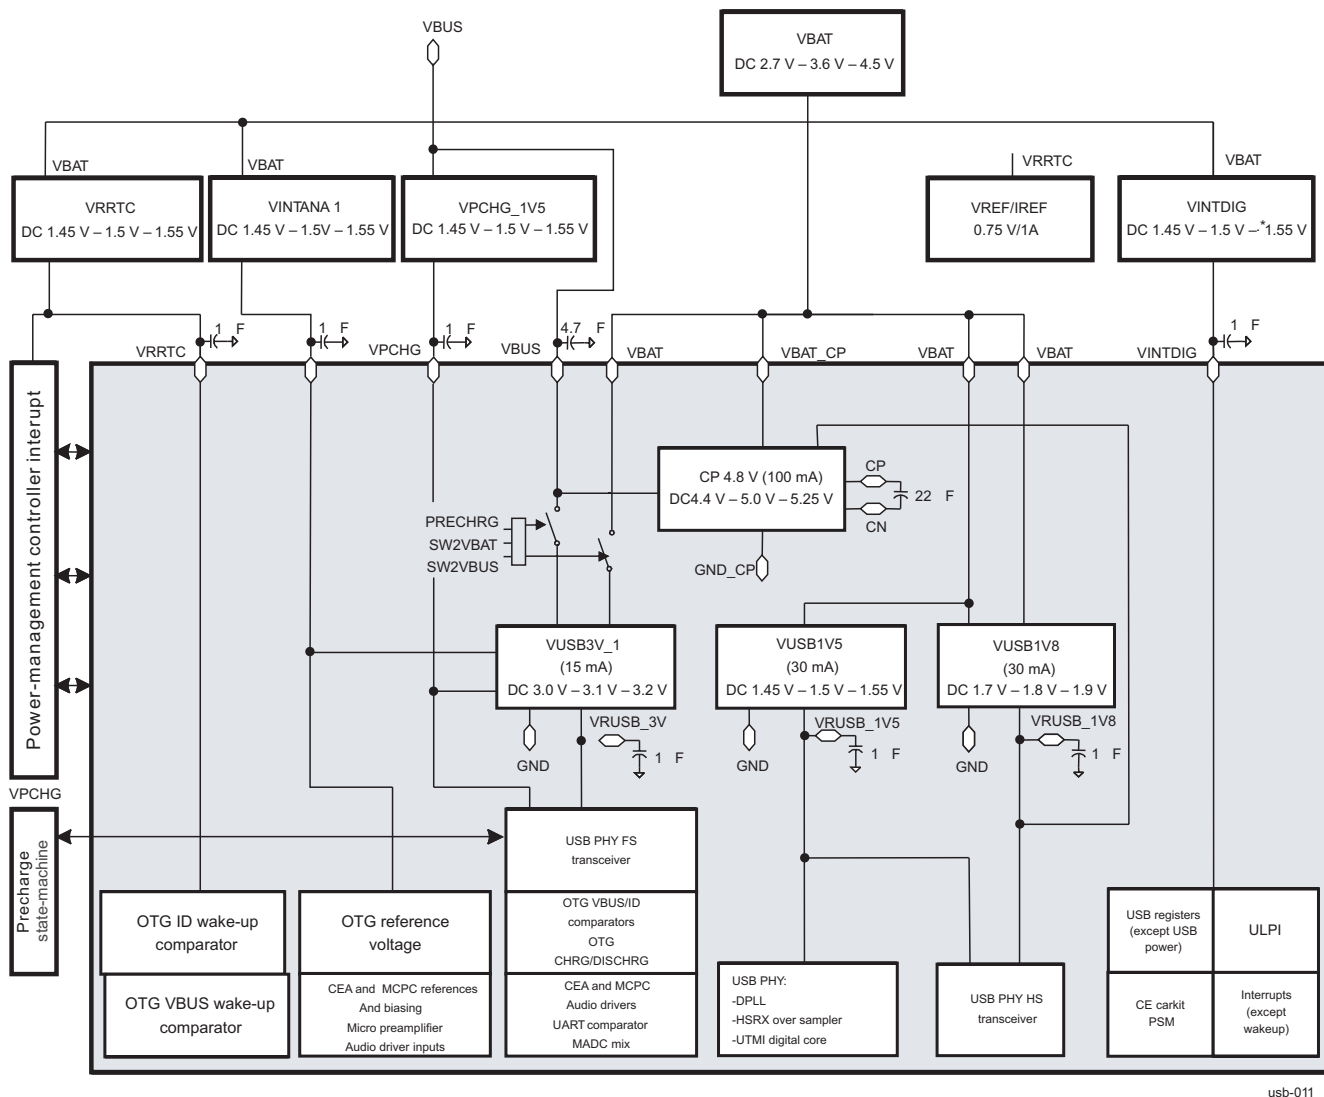 VBUS
VBAT
DC 2.7 V – 3.6 V – 4.5 V
VBAT
VBAT
VRRTC
VBAT
VRRTC
DC 1.45 V – 1.5 V – 1.55 V
VINTANA 1
DC 1.45 V – 1.5V – 1.55 V
VPCHG_1V5
DC 1.45 V – 1.5 V – 1.55 V
VREF/IREF
0.75 V/1A
VINTDIG
DC 1.45 V – 1.5 V –·* 1.55 V
1 F
1 F
1 F
4.7 F
1 F
VRRTC
VPCHG
VBUS
VBAT
VBAT_CP
VBAT
VBAT
VINTDIG
Power-management controller interrupt
CP 4.8 V (100 mA)
DC4.4 V – 5.0 V – 5.25 V
CP
22 F
CN
GND_CP
PRECHRG
SW2VBAT
SW2VBUS
VUSB3V_1
(15 mA)
DC 3.0 V – 3.1 V – 3.2 V
VUSB1V5
(30 mA)
DC 1.45 V – 1.5 V – 1.55 V
VUSB1V8
(30 mA)
DC 1.7 V – 1.8 V – 1.9 V
VRUSB_3V
1 F
GND
VRUSB_1V5
1 F
GND
VRUSB_1V8
1 F
GND
VPCHG
Precharge
state-machine
USB PHY FS
transceiver
OTG VBUS/ID
comparators
OTG
CHRG/DISCHRG
CEA and MCPC
Audio drivers
UART comparator
MADC mix
OTG ID wake-up
comparator
OTG VBUS wake-up
comparator
OTG reference
voltage
CEA and MCPC references
And biasing
Micro preamplifier
Audio driver inputs
USB PHY:
-DPLL
-HSRX over sampler
-UTMI digital core
USB PHY HS
transceiver
USB registers
(except USB
power)
ULPI
CE carkit
PSM
Interrupts
(except
wakeup)
usb-011